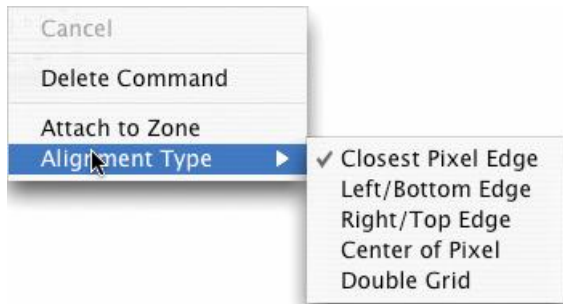 Cancel
Delete Command
Attach to Zone
Alignment Type
Closest Pixel Edge
Left/Bottom Edge
Right/Top Edge
Center of Pixel
Double Grid